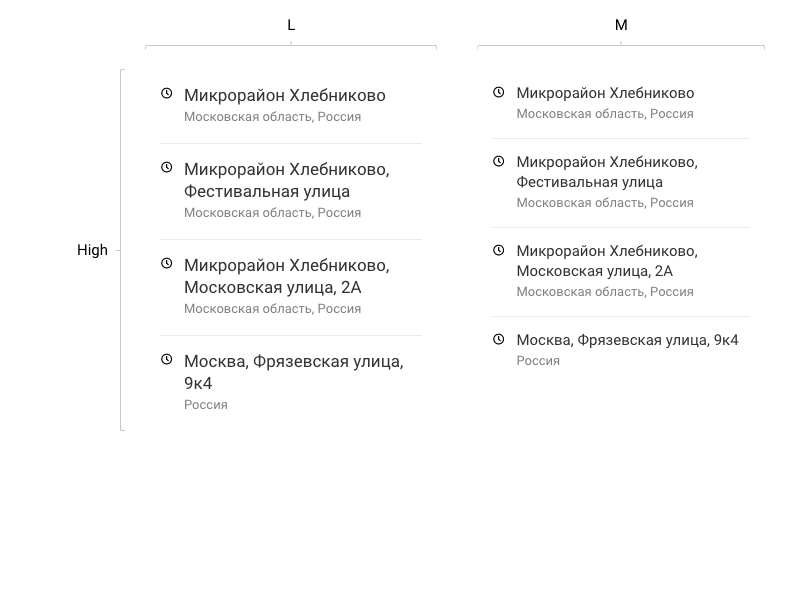 L
M
High
Микрорайон Хлебниково
Московская область, Россия
Микрорайон Хлебниково,
Фестивальная улица
Московская область, Россия
Микрорайон Хлебниково,
Московская улица, 2А
Московская область, Россия
Москва, Фрязевская улица,
9к4
Россия
Микрорайон Хлебниково
Московская область, Россия
Микрорайон Хлебниково,
Фестивальная улица
Московская область, Россия
Микрорайон Хлебниково,
Московская улица, 2А
Московская область, Россия
Москва, Фрязевская улица, 9к4
Россия